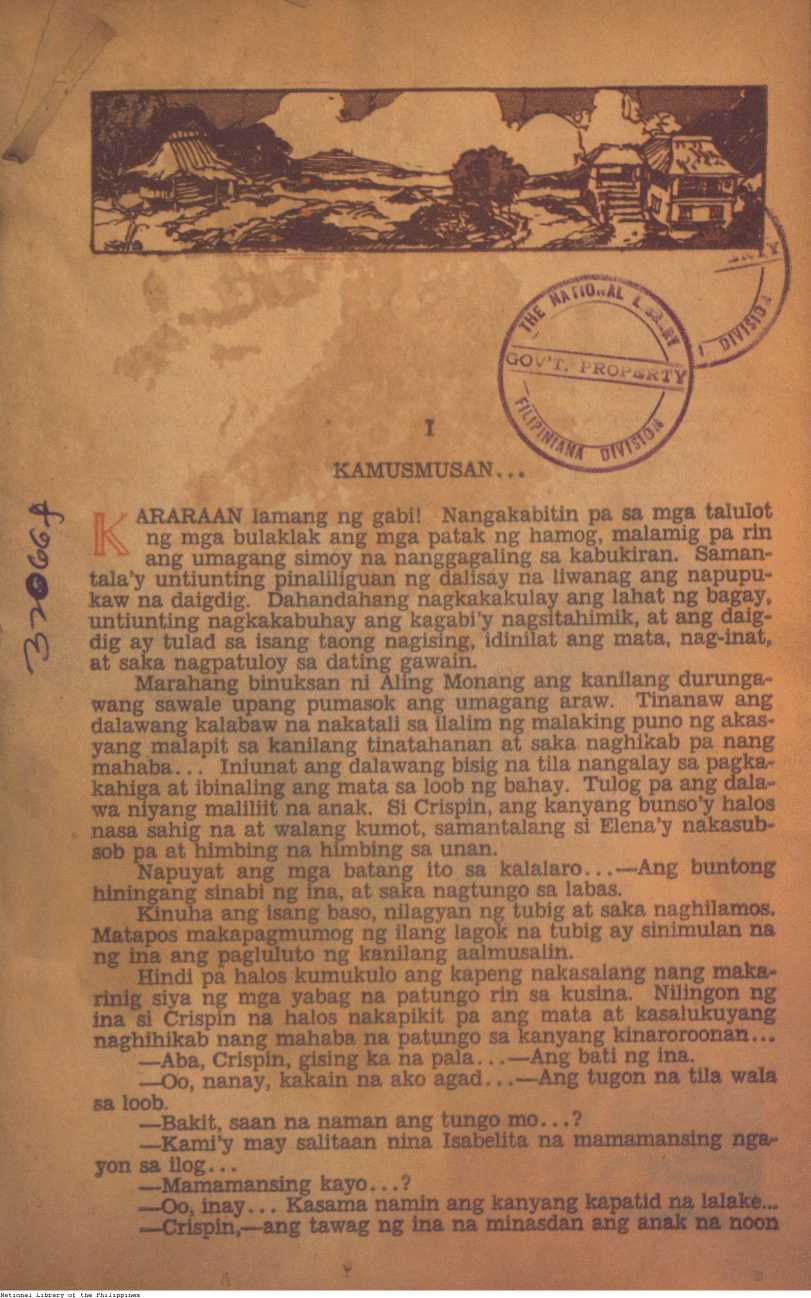 THE NATIONAL LIBRARY
GOV'T. PROPERTY
FILIPINIANA DIVISION
DIVISION
I
KAMUSMUSAN...
KARARAAN lamang ng gabi! Nangakabitin pa sa mga talulot
ng mga bulaklak ang mga patak ng hamog, malamig pa rin
ang umagang simoy na nanggagaling sa kabukiran. Saman-
tala'y untiunting pinaliliguan ng dalisay na liwanag ang napupu-
kaw na daigdig. Dahandahang nagkakakulay ang lahat ng bagay,
untiunting nagkakabuhay ang kagabi'y nagsitahimik, at ang daig-
dig ay tulad sa isang taong nagising, idinilat ang mata, nag-inat,
at saka nagpatuloy sa dating gawain.
Marahang binuksan ni Aling Monang ang kanilang durunga-
wang sawale upang pumasok ang umagang araw. Tinanaw ang
dalawang kalabaw na nakatali sa ilalim ng malaking puno ng akas-
yang malapit sa kanilang tinatahanan at saka naghikab pa nang
mahaba... Iniunat ang dalawang bisig na tila nangalay sa pagka-
kahiga at ibinaling ang mata sa loob ng bahay. Tulog pa ang dala-
wa niyang maliliit na anak. Si Crispin, ang kanyang bunso'y halos
nasa sahig na at walang kumot, samantalang si Elena'y nakasub-
sob pa at himbing na himbing sa unan.
Napuyat ang mga batang ito sa kalalaro...—Ang buntong
hiningang sinabi ng ina, at saka nagtungo sa labas.
Kinuha ang isang baso, nilagyan ng tubig at saka naghilamos.
Matapos makapagmumog ng ilang lagok na tubig ay sinimulan na
ng ina ang pagluluto ng kanilang aalmusalin.
Hindi pa halos kumukulo ang kapeng nakasalang nang maka-
rinig siya ng mga yabag na patungo rin sa kusina. Nilingon ng
ina si Crispin na halos nakapikit pa ang mata at kasalukuyang
naghihikab nang mahaba na patungo sa kanyang kinaroroonan...
—Aba, Crispin, gising ka na pala...—Ang bati ng ina.
—Oo, nanay, kakain na ako agad...—Ang tugon na tila wala
sa loob.
—Bakit, saan na naman ang tungo mo...?
—Kami'y may salitaan nina Isabelita na mamamansing nga-
yon sa ilog...
—Mamamansing kayo...?
—Oo, inay... Kasama namin ang kanyang kapatid na lalake...
—Crispin,—ang tawag ng ina na minasdan ang anak na noon
National Library of the Philippines